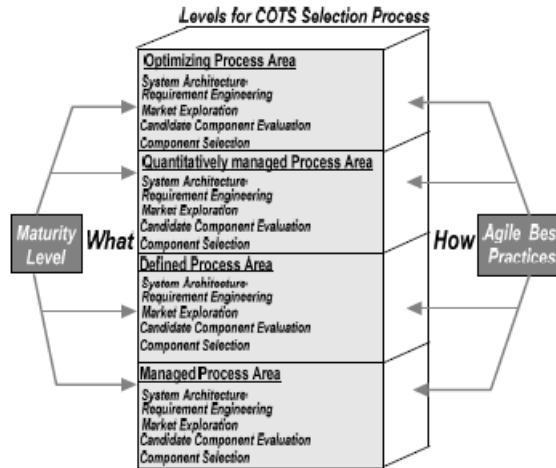 Levels for COTS Selection Process
Optimizing Process Area
System Architecture
Requirement Engineering
Market Exploration
Candidate Component Evaluation
Component Selection
Quantitatively managed Process Area
System Architecture
Requirement Engineering
Market Exploration
Candidate Component Evaluation
Component Selection
Maturity
Level
What
How
Agile Bes
Practices
Defined Process Area
System Architecture
Requirement Engineering
Market Exploration
Candidate Component Evaluation
Component Selection
Managed Process Area
System Architecture
Requirement Engineering
Market Exploration
Candidate Component Evaluation
Component Selection